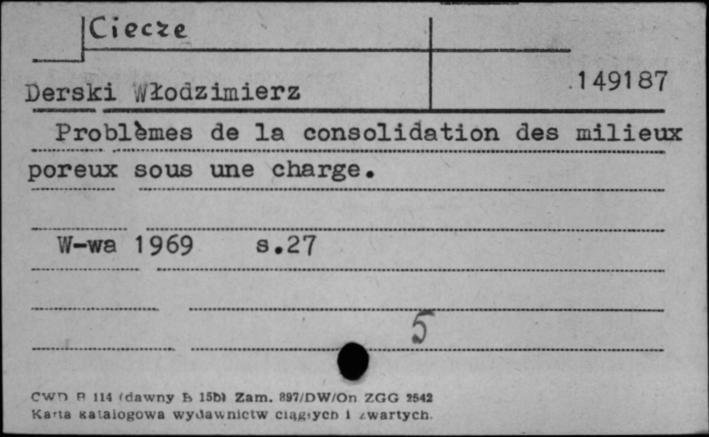 Ciecze
Derski Włodzimierz 149187
Problèmes de la consolidation des milieux
poreux sous une charge.
W-wa 1969 s.27
5
CWD B 114 (dawny B 15b) Zam. 897/DW/On ZGG 2542
Karta katalogowa wydawnictw ciągłych i zwartych.